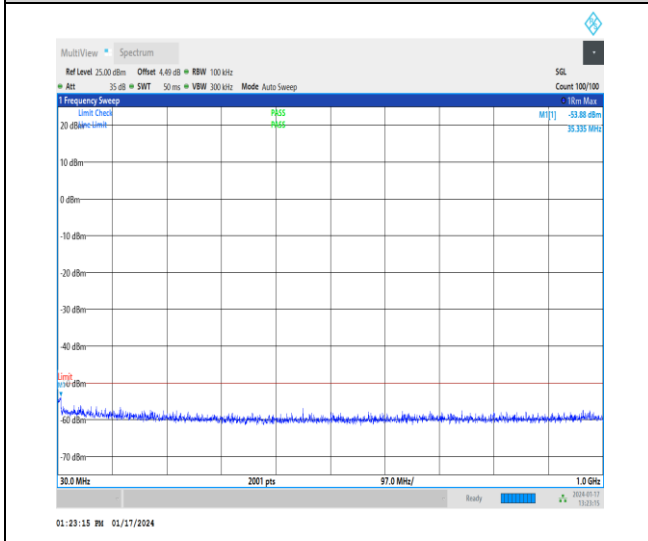 MultiView Spectrum
Ref Level 25.00 dBm Offset 4.49 dB RBW 100 kHz SGL
Att 35 dB SWT 50 ms VBW 300 kHz Mode Auto Sweep Count 100/100
1 Frequency Sweep 1Rm Max
Limit Check PASS M1[1] -53.88 dBm
20 dBm Line Limit PASS 35.335 MHz
10 dBm
0 dBm
-10 dBm
-20 dBm
-30 dBm
-40 dBm
Limit
dBm
-60 dBm
-70 dBm
30.0 MHz 2001 pts 97.0 MHz/ 1.0 GHz
Ready 2024-01-17
13:23:15
01:23:15 PM 01/17/2024